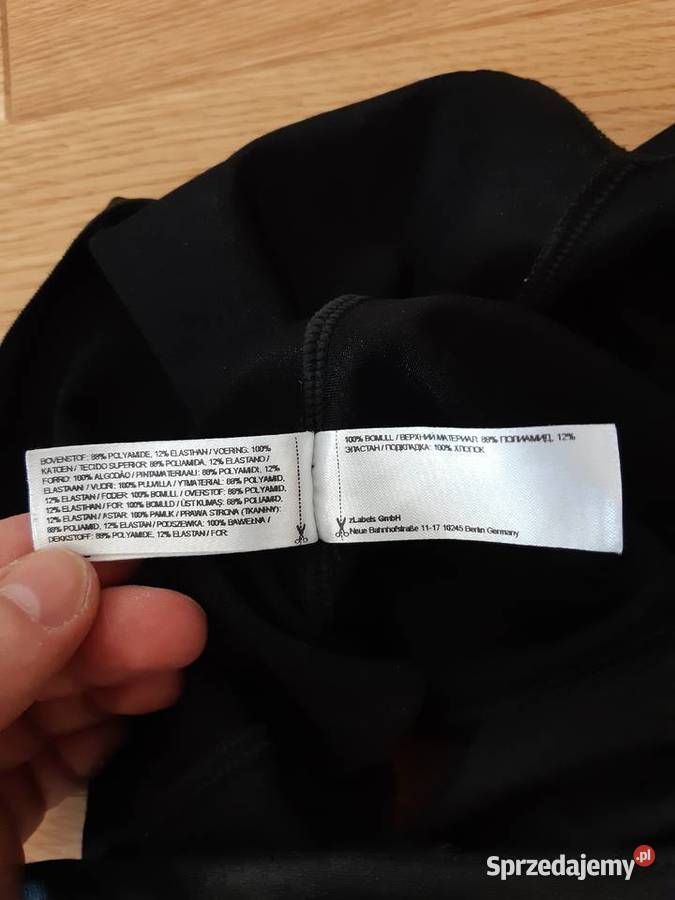 BOVENSTOF: 88% POLYAMIDE, 12% ELASTHAN / VOERING: 100%
KATOEN / TECIDO SUPERIOR: 88% POLIAMIDA, 12% ELASTANO /
FORRO: 100% ALGODÃO / PINTAMATERIAALI: 88% POLYAMIDI, 12%
ELASTAANI / VUORI: 100% PUUVILLA / YTMATERIAL: 88% POLYAMID,
12% ELASTAN / FODER: 100% BOMULL / OVERSTOF: 88% POLYAMID,
12% ELASTHAN / FOR: 100% BOMULD / ÜST KUMAŞ: 88% POLIAMID,
12% ELASTAN / ASTAR: 100% PAMUK / PRAWA STRONA (TKANINY):
88% POLIAMID, 12% ELASTAN / PODSZEWKA: 100% BAWEŁNA /
DEKKSTOFF: 88% POLYAMIDE, 12% ELASTAN / FOR:
100% BOMULL / ВЕРХНИЙ МАТЕРИАЛ: 88% ПОЛИАМИД, 12%
ЭЛАСТАН / ПОДКЛАДКА: 100% ХЛОПОК
zLabels GmbH
Neue Bahnhofstraße 11-17 10245 Berlin Germany
Sprzedajemy.pl